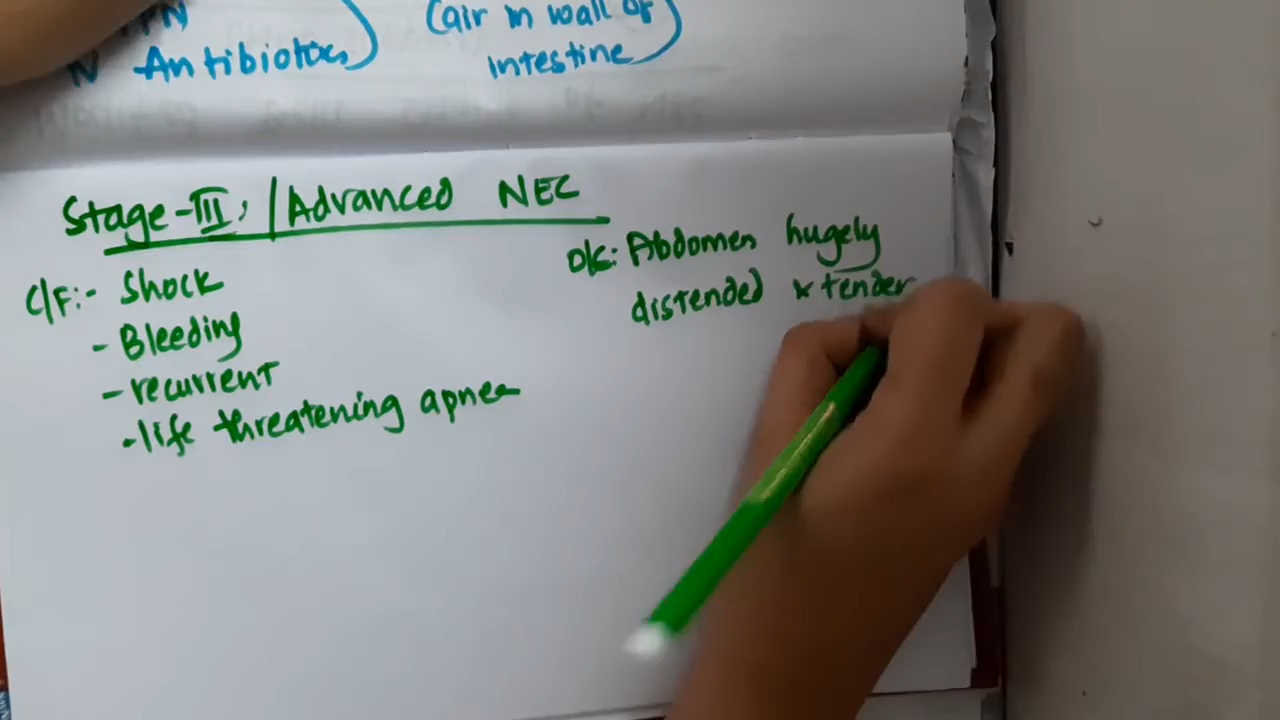 Antibiotics
(air in wall of
intestine)
Stage-III, / Advanced NEC
C/F:- Shock
- Bleeding
- recurrent
- life threatening apnea
O/E: Abdomen hugely
distended & tender